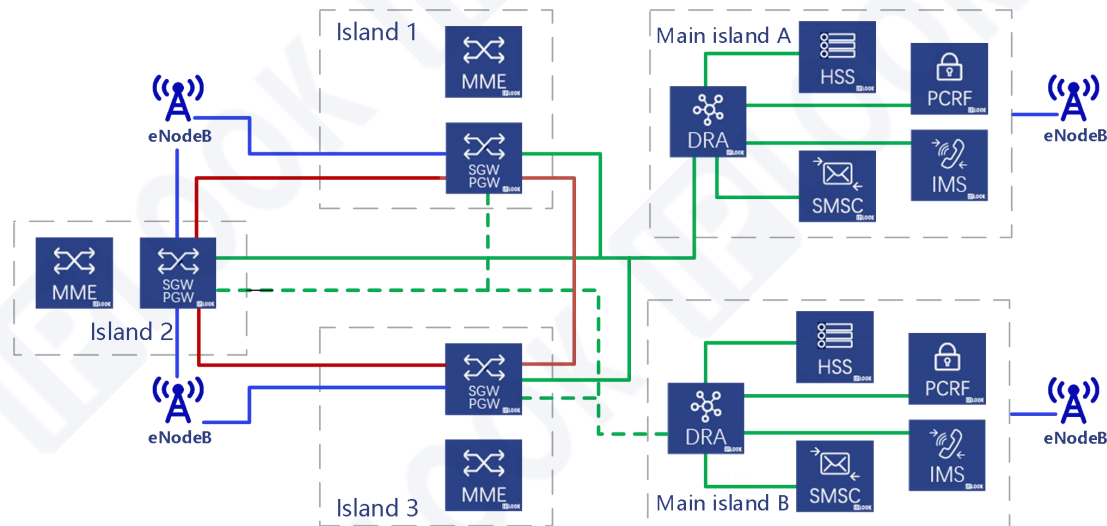 Island 1
MME
SGW
PGW
eNodeB
MME
SGW
PGW
Island 2
eNodeB
SGW
PGW
MME
Island 3
Main island A
HSS
PCRF
DRA
IMS
SMSC
eNodeB
HSS
PCRF
DRA
IMS
SMSC
Main island B
eNodeB